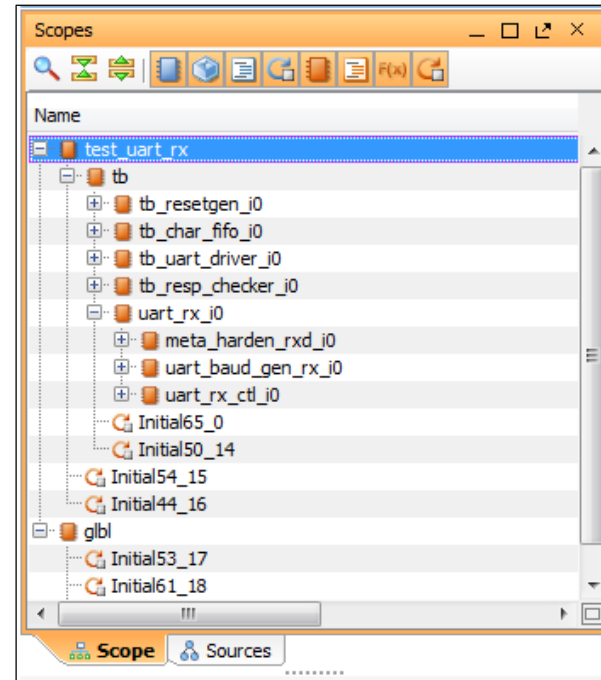 Scopes
F(x)
Name
test_uart_rx
tb
tb_resetgen_i0
tb_char_fifo_i0
tb_uart_driver_i0
tb_resp_checker_i0
uart_rx_i0
meta_harden_rxd_i0
uart_baud_gen_rx_i0
uart_rx_ctl_i0
Initial65_0
Initial50_14
Initial54_15
Initial44_16
glbl
Initial53_17
Initial61_18
Scope Sources